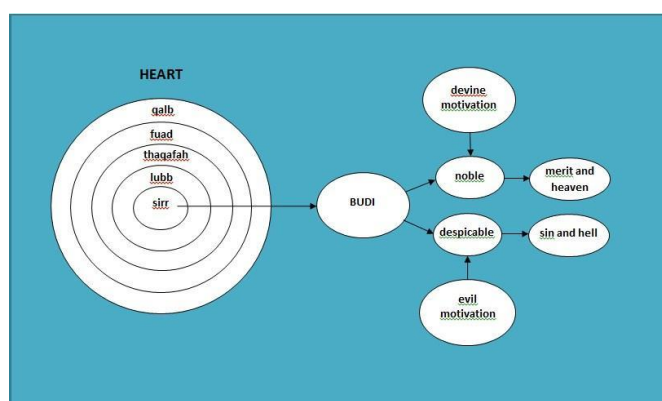 HEART
qalb
fuad
thaqafah
lubb
sirr
BUDI
devine
motivation
noble
merit and
heaven
despicable
sin and hell
evil
motivation